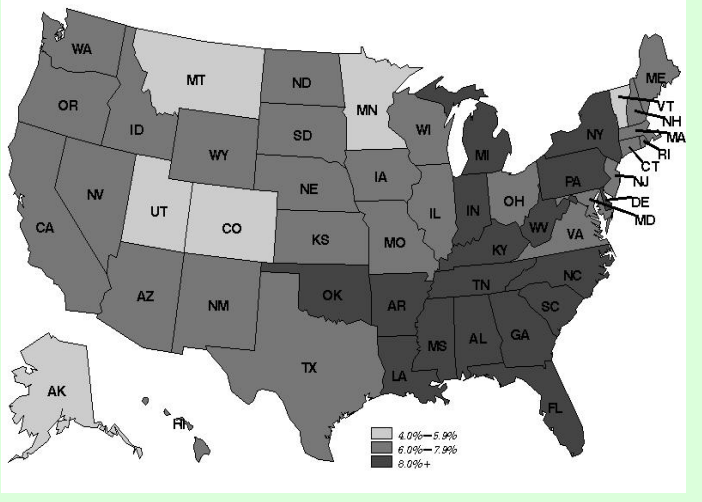 WA
OR
CA
NV
ID
MT
WY
UT
CO
AZ
NM
ND
SD
NE
KS
OK
TX
MN
IA
MO
AR
LA
WI
IL
MI
IN
OH
KY
TN
MS
AL
GA
FL
SC
NC
VA
WV
PA
NY
ME
VT
NH
MA
RI
CT
NJ
DE
MD
AK
4.0%—5.9%
6.0%—7.9%
8.0%+